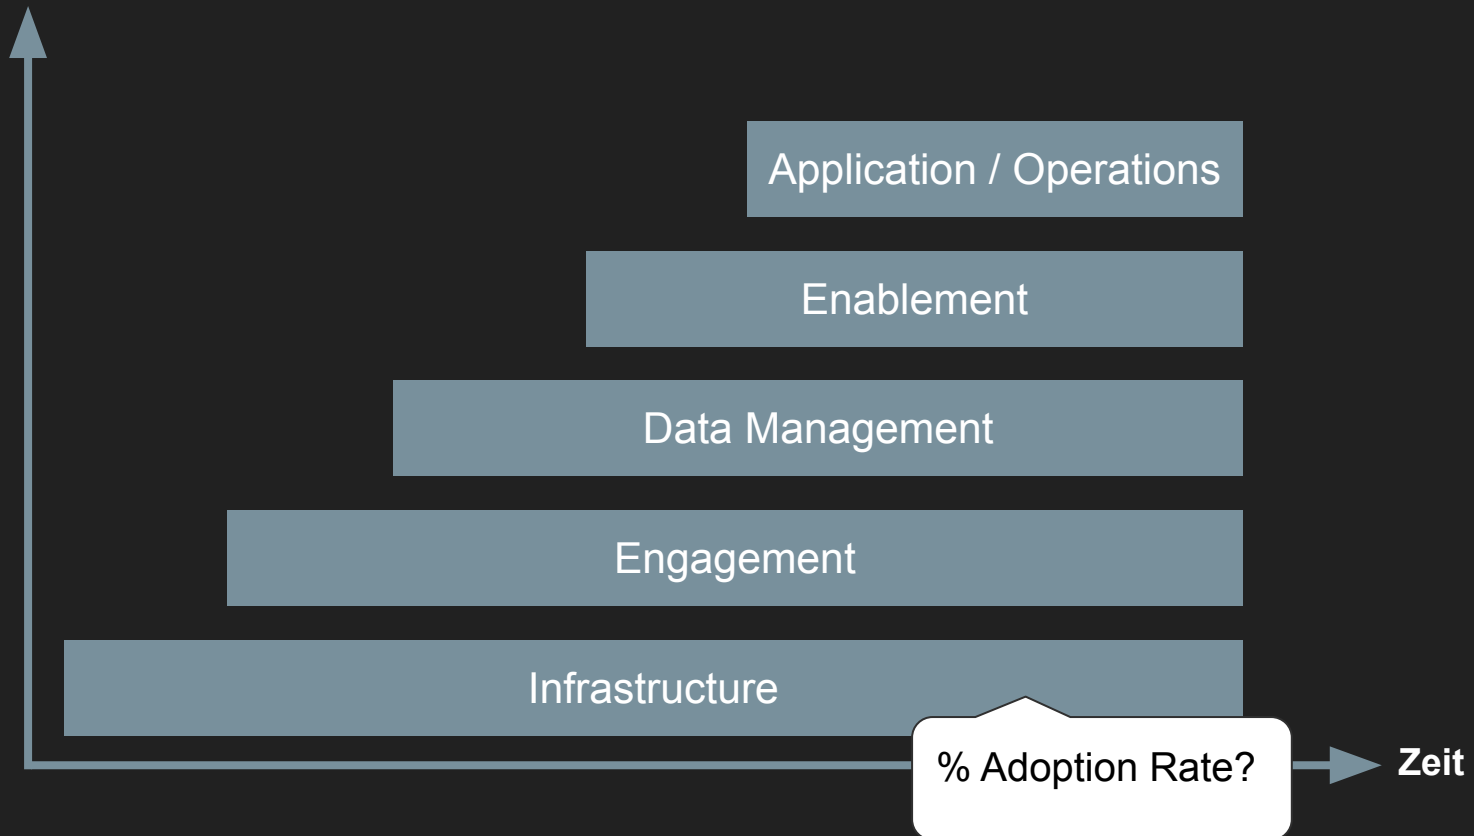 Application / Operations
Enablement
Data Management
Engagement
Infrastructure
% Adoption Rate?
Zeit